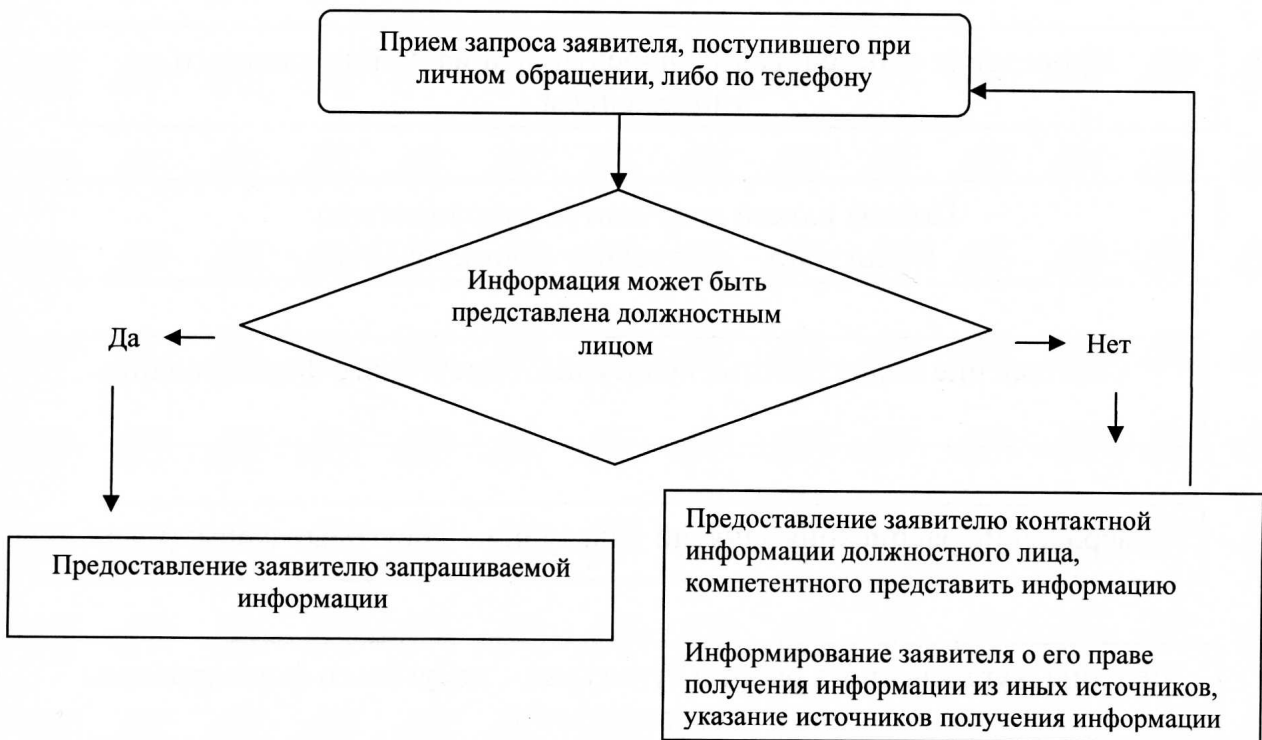 Прием запроса заявителя, поступившего при
личном обращении, либо по телефону
Информация может быть
представлена должностным
лицом
Да
Нет
Предоставление заявителю запрашиваемой
информации
Предоставление заявителю контактной
информации должностного лица,
компетентного представить информацию
Информирование заявителя о его праве
получения информации из иных источников,
указание источников получения информации